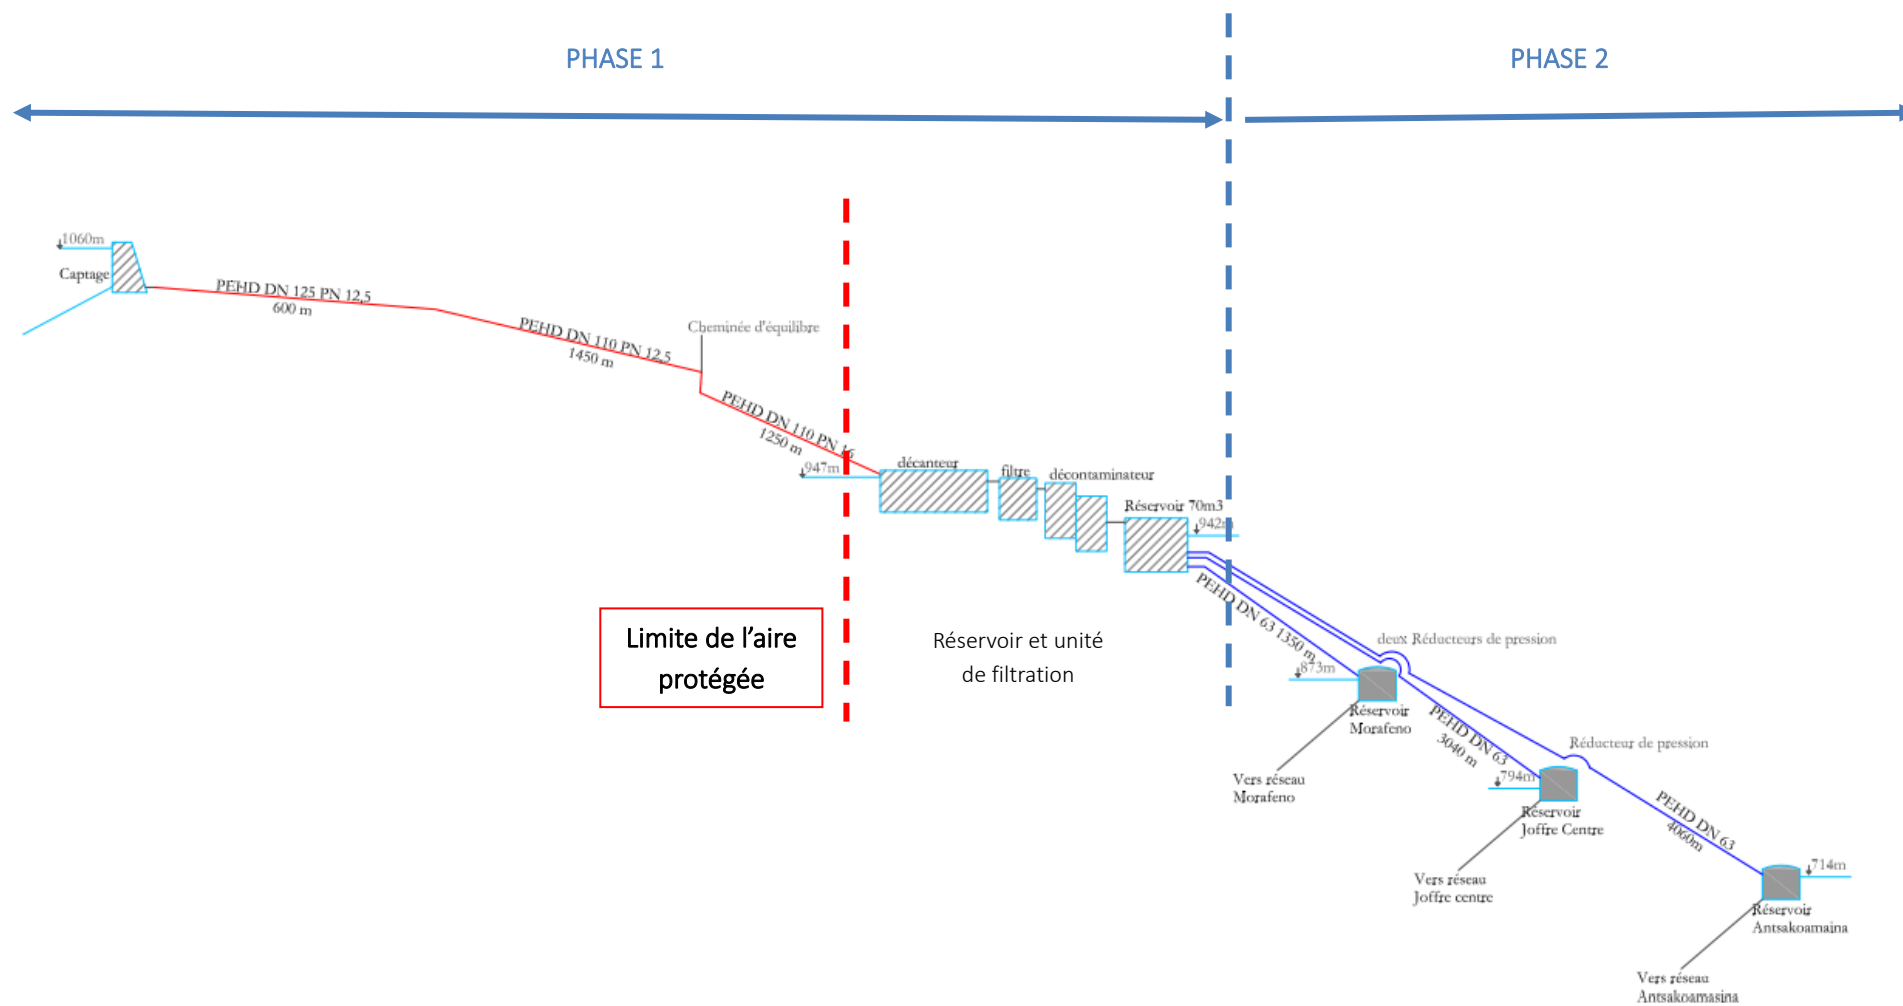 PHASE 1
PHASE 2
1060m
Captage
PEHD DN 125 PN 12,5
600 m
PEHD DN 110 PN 12,5
1450 m
Cheminée d'équilibre
PEHD DN 110 PN 16
1250 m
947m
décanteur
filtre
décontaminateur
Réservoir 70m3
942m
Limite de l'aire
protégée
Réservoir et unité
de filtration
PEHD DN 63 1350 m
deux Réducteurs de pression
873m
Réservoir
Morafeno
Vers réseau
Morafeno
PEHD DN 63
3040 m
Réducteur de pression
794m
Réservoir
Joffre Centre
Vers réseau
Joffre centre
PEHD DN 63
4060m
714m
Réservoir
Antsakoamaina
Vers réseau
Antsakoamasina